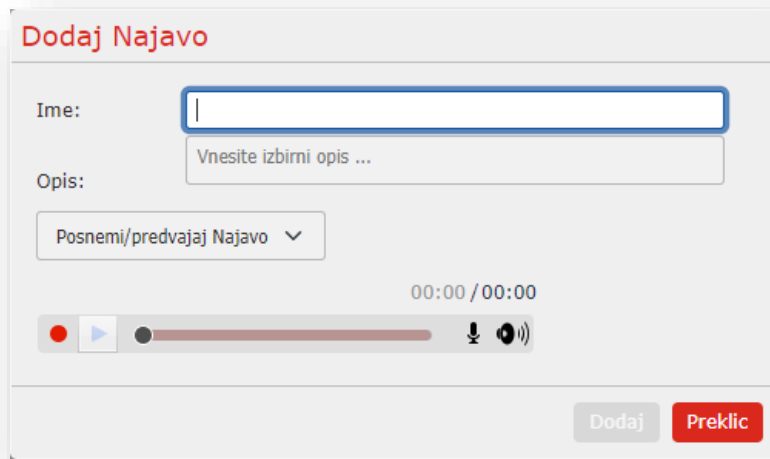 Dodaj Najavo
Ime:
Vnesite izbirni opis ...
Opis:
Posnemi/predvajaj Najavo
00:00/00:00
Dodaj
Preklic